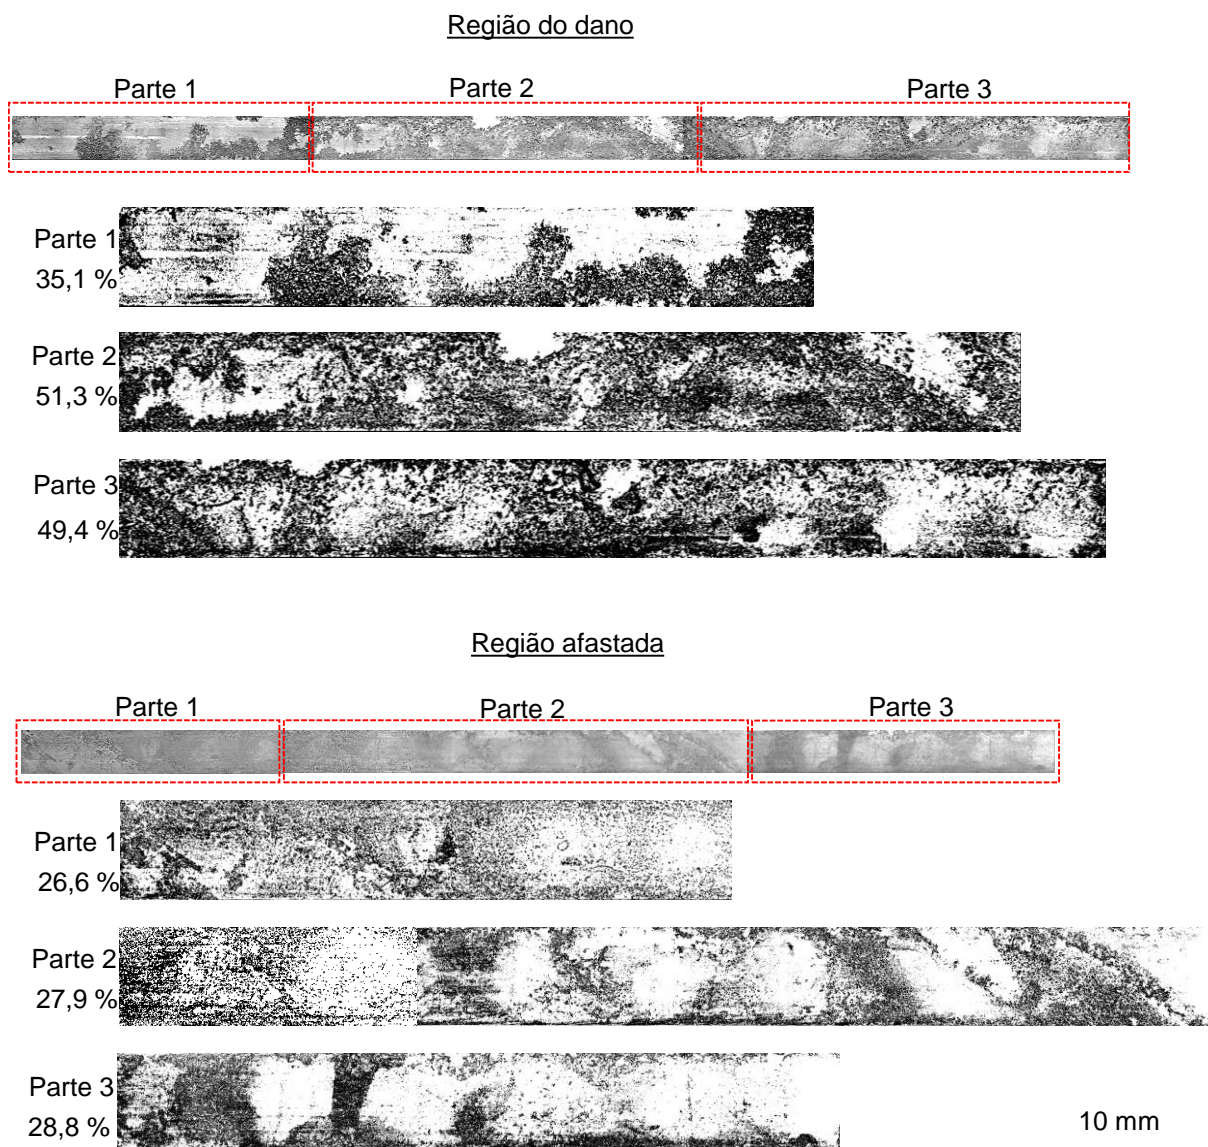 Região do dano
Parte 1 Parte 2 Parte 3
Parte 1
35,1 %
Parte 2
51,3 %
Parte 3
49,4 %
Região afastada
Parte 1 Parte 2 Parte 3
Parte 1
26,6 %
Parte 2
27,9 %
Parte 3
28,8 %
10 mm